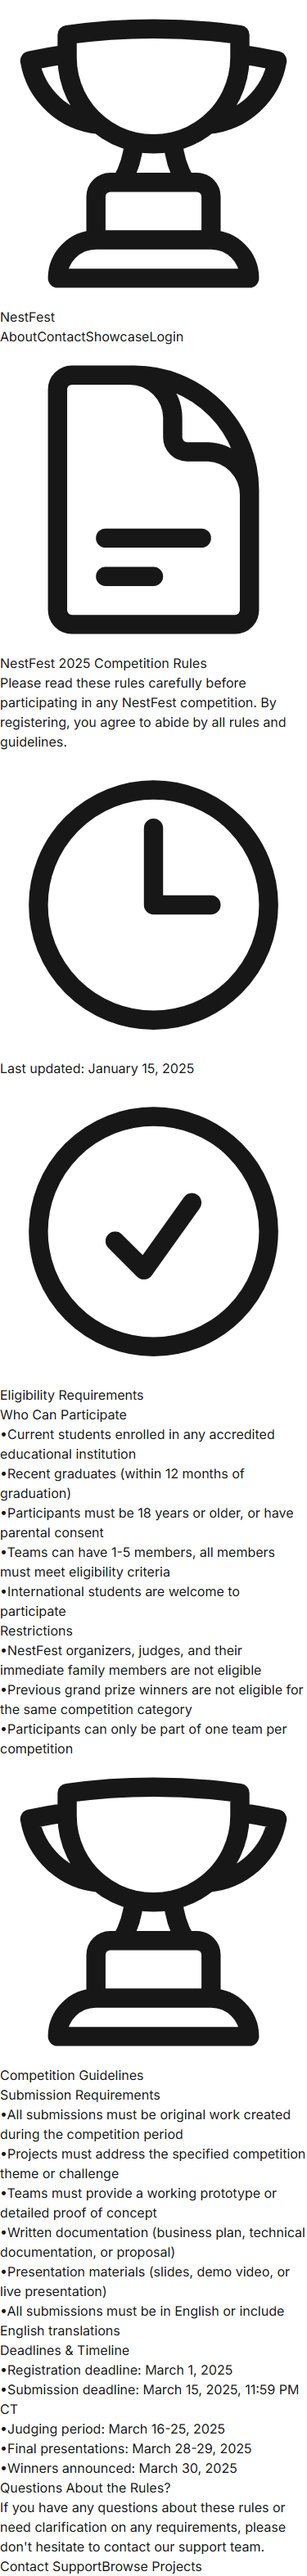 NestFest
AboutContactShowcaseLogin
NestFest 2025 Competition Rules
Please read these rules carefully before
participating in any NestFest competition. By
registering, you agree to abide by all rules and
guidelines.
Last updated: January 15, 2025
Eligibility Requirements
Who Can Participate
•Current students enrolled in any accredited
educational institution
•Recent graduates (within 12 months of
graduation)
•Participants must be 18 years or older, or have
parental consent
•Teams can have 1-5 members, all members
must meet eligibility criteria
•International students are welcome to
participate
Restrictions
•NestFest organizers, judges, and their
immediate family members are not eligible
•Previous grand prize winners are not eligible for
the same competition category
•Participants can only be part of one team per
competition
Competition Guidelines
Submission Requirements
•All submissions must be original work created
during the competition period
•Projects must address the specified competition
theme or challenge
•Teams must provide a working prototype or
detailed proof of concept
•Written documentation (business plan, technical
documentation, or proposal)
•Presentation materials (slides, demo video, or
live presentation)
•All submissions must be in English or include
English translations
Deadlines & Timeline
•Registration deadline: March 1, 2025
•Submission deadline: March 15, 2025, 11:59 PM
CT
•Judging period: March 16-25, 2025
•Final presentations: March 28-29, 2025
•Winners announced: March 30, 2025
Questions About the Rules?
If you have any questions about these rules or
need clarification on any requirements, please
don't hesitate to contact our support team.
Contact SupportBrowse Projects